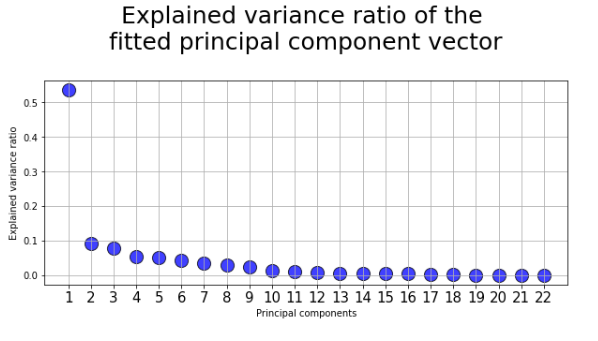 Explained variance ratio of the
fitted principal component vector
Explained variance ratio
0.5
0.4
0.3
0.2
0.1
0.0
1 2 3 4 5 6 7 8 9 10 11 12 13 14 15 16 17 18 19 20 21 22
Principal components